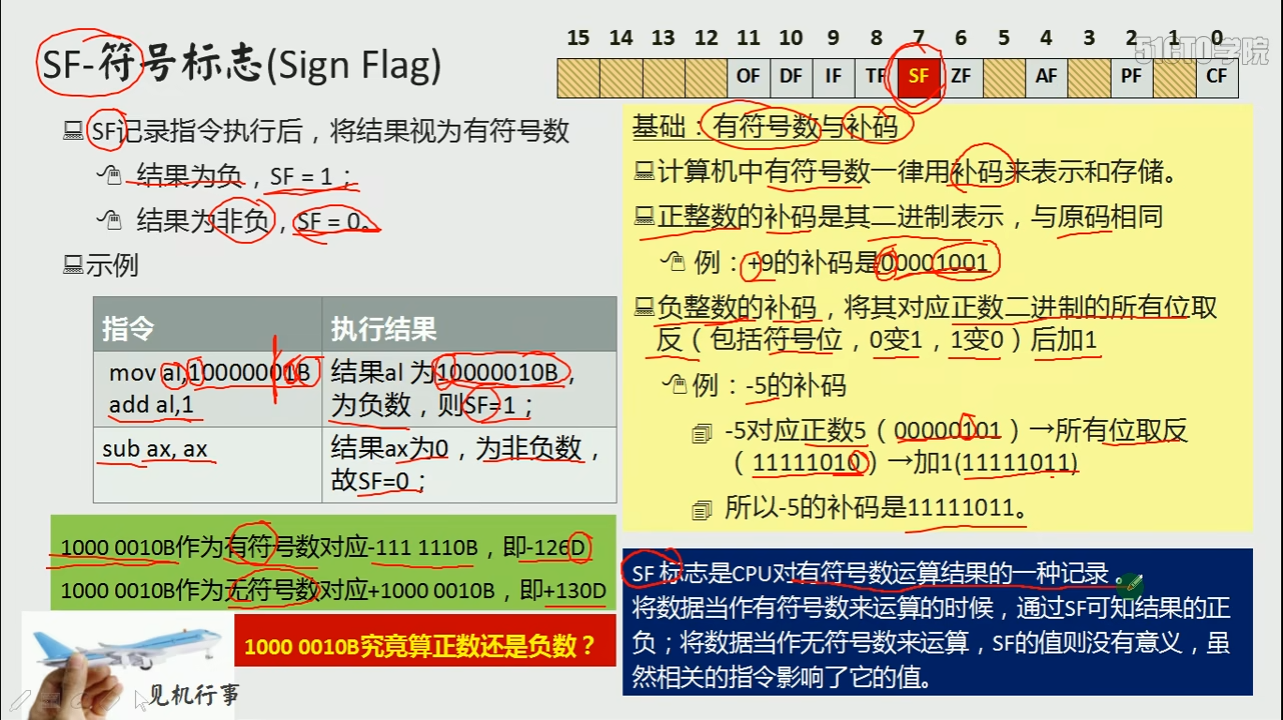 SF-符号标志(Sign Flag)
15 14 13 12 11 10 9 8 7 6 5 4 3 2 1 0
OF DF IF TF SF ZF AF PF CF
51CTO学院
SF记录指令执行后，将结果视为有符号数
结果为负，SF = 1；
结果为非负，SF = 0。
示例
指令 执行结果
mov al,10000001B
add al,1
结果al 为10000010B，
为负数，则SF=1；
sub ax, ax
结果ax为0，为非负数，
故SF=0；
1000 0010B作为有符号数对应-111 1110B，即-126D
1000 0010B作为无符号数对应+1000 0010B，即+130D
1000 0010B究竟算正数还是负数？
见机行事
基础：有符号数与补码
计算机中有符号数一律用补码来表示和存储。
正整数的补码是其二进制表示，与原码相同
例：+9的补码是00001001
负整数的补码，将其对应正数二进制的所有位取
反（包括符号位，0变1，1变0）后加1
例：-5的补码
-5对应正数5（00000101）→所有位取反
（11111010）→加1(11111011)
所以-5的补码是11111011。
SF 标志是CPU对有符号数运算结果的一种记录 。
将数据当作有符号数来运算的时候，通过SF可知结果的正
负；将数据当作无符号数来运算，SF的值则没有意义，虽
然相关的指令影响了它的值。